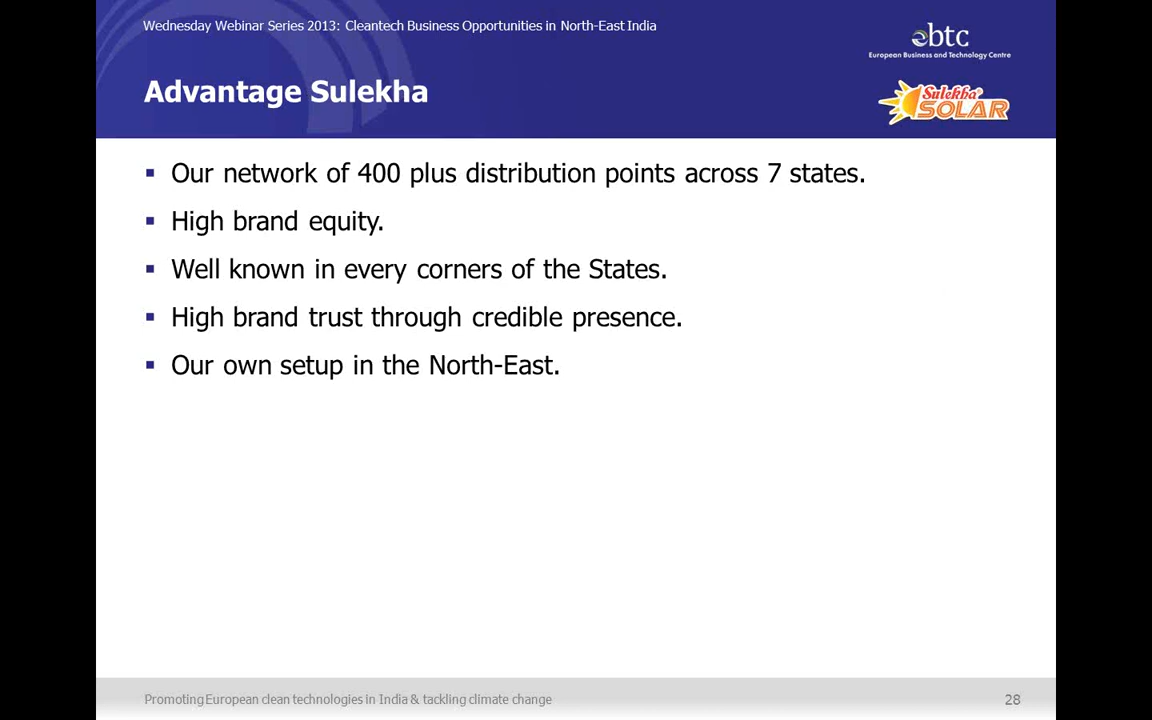 Wednesday Webinar Series 2013: Cleantech Business Opportunities in North-East India
ebtc
European Business and Technology Centre
Advantage Sulekha
Sulekha
SOLAR
Our network of 400 plus distribution points across 7 states.
High brand equity.
Well known in every corners of the States.
High brand trust through credible presence.
Our own setup in the North-East.
Promoting European clean technologies in India & tackling climate change
28